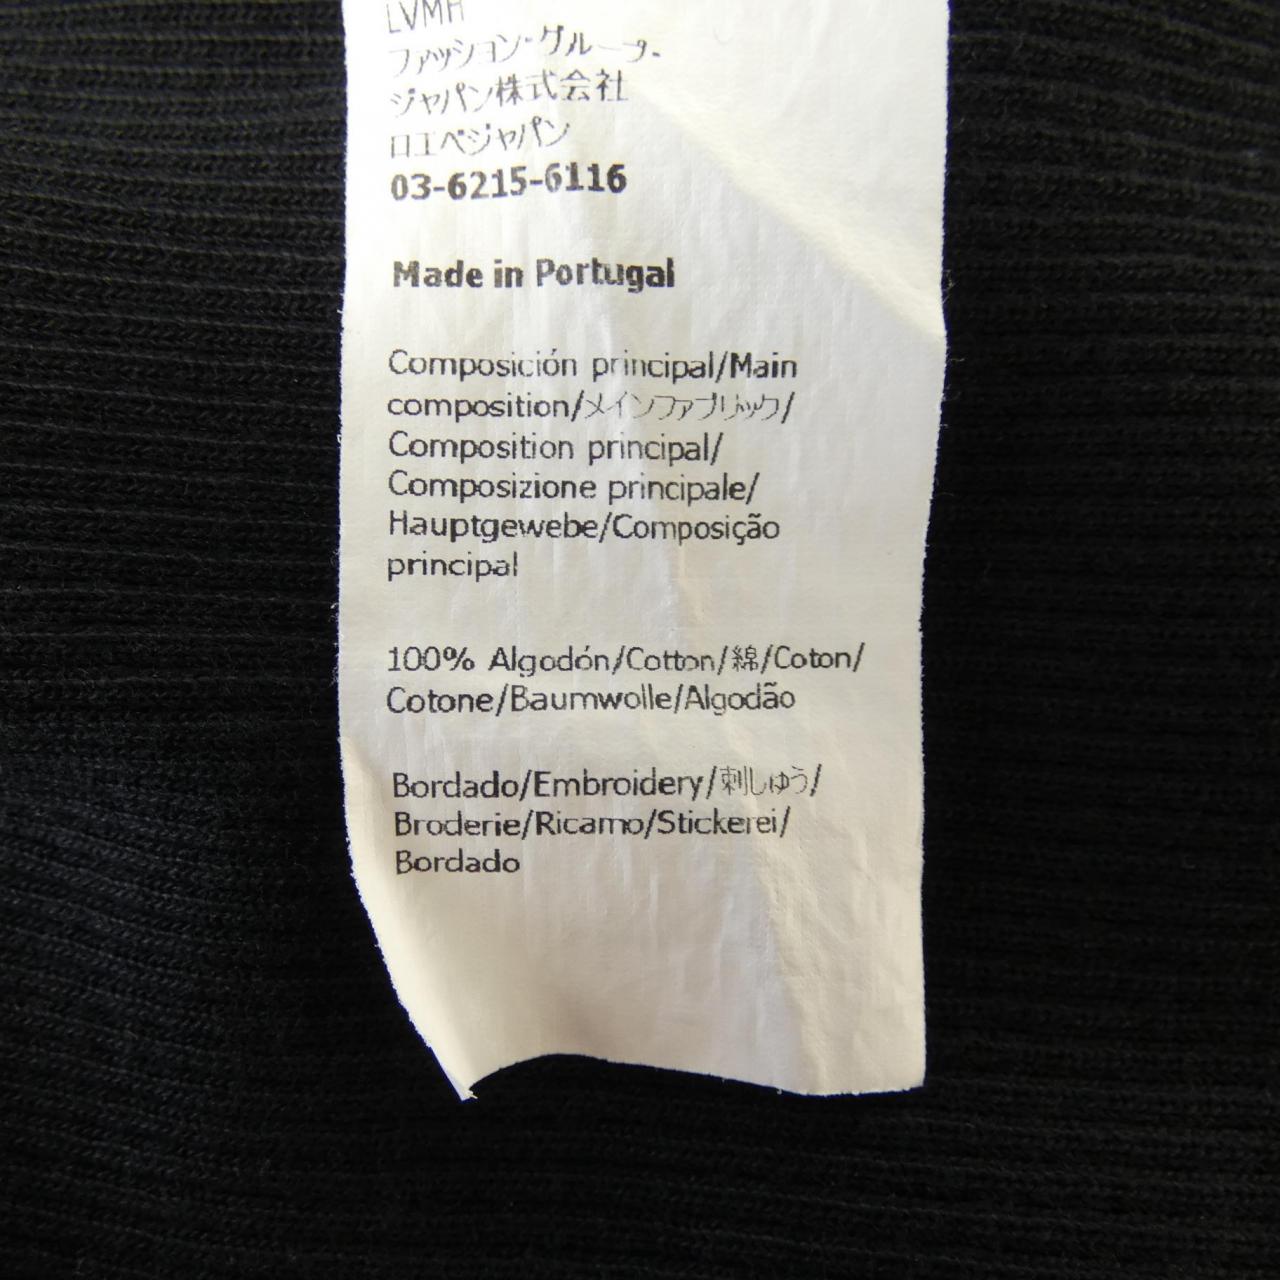 LVMH
ファッション・グループ・
ジャパン株式会社
ロエベジャパン
03-6215-6116
Made in Portugal
Composición principal/Main
composition/メインファブリック/
Composition principal/
Composizione principale/
Hauptgewebe/Composição
principal
100% Algodón/Cotton/綿/Coton/
Cotone/Baumwolle/Algodão
Bordado/Embroidery/刺しゅう/
Broderie/Ricamo/Stickerei/
Bordado